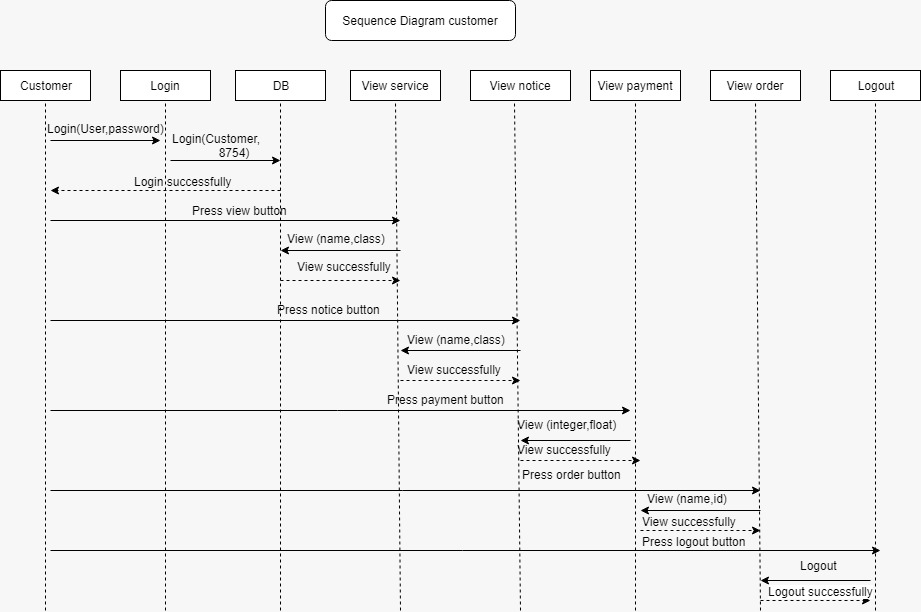 Sequence Diagram customer
Customer
Login
DB
View service
View notice
View payment
View order
Logout
Login(User,password)
Login(Customer,
8754)
Login successfully
Press view button
View (name,class)
View successfully
Press notice button
View (name,class)
View successfully
Press payment button
View (integer,float)
View successfully
Press order button
View (name,id)
View successfully
Press logout button
Logout
Logout successfully